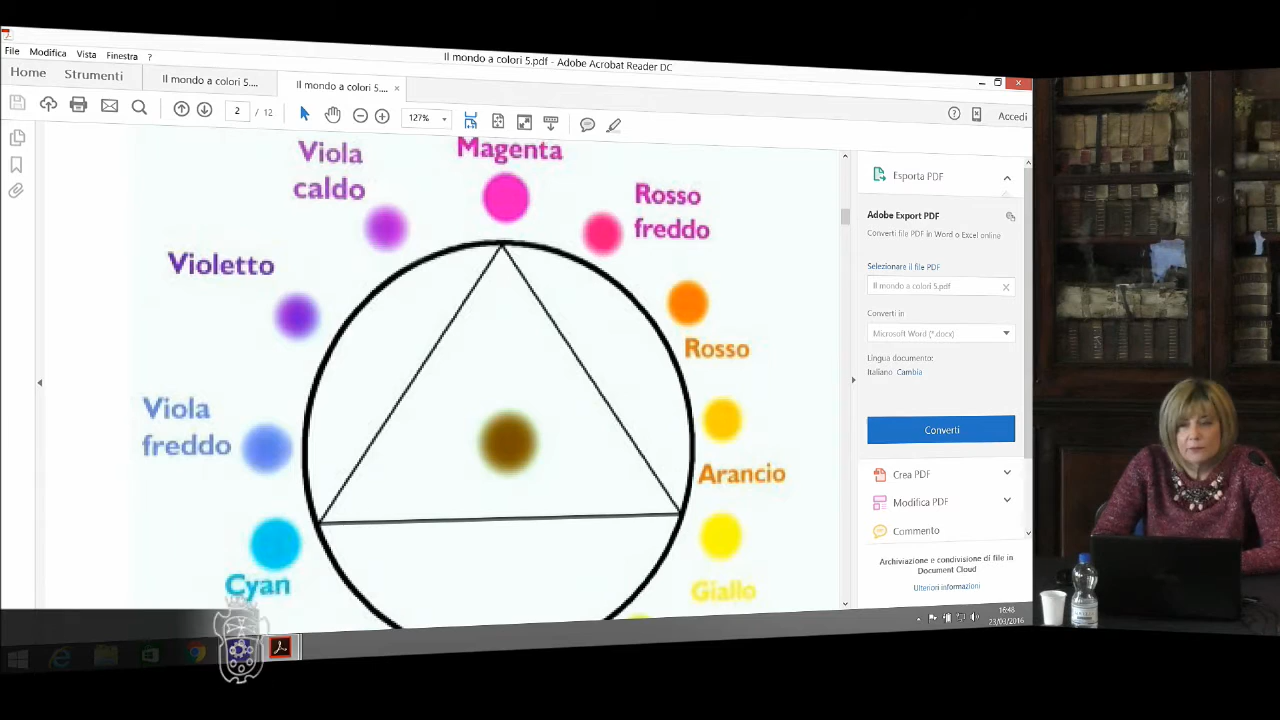 Il mondo a colori 5.pdf - Adobe Acrobat Reader DC
File Modifica Vista Finestra ?
Home Strumenti Il mondo a colori 5.... Il mondo a colori 5.... ×
2 / 12 127% Accedi
Viola
caldo
Magenta
Rosso
freddo
Violetto
Rosso
Viola
freddo
Arancio
Cyan
Giallo
Esporta PDF
Adobe Export PDF
Converti file PDF in Word o Excel online
Selezionare il file PDF
Il mondo a colori 5.pdf
Converti in
Microsoft Word (*.docx)
Lingua documento:
Italiano Cambia
Converti
Crea PDF
Modifica PDF
Commento
Archiviazione e condivisione di file in
Document Cloud
Ulteriori informazioni
16:48
23/03/2016